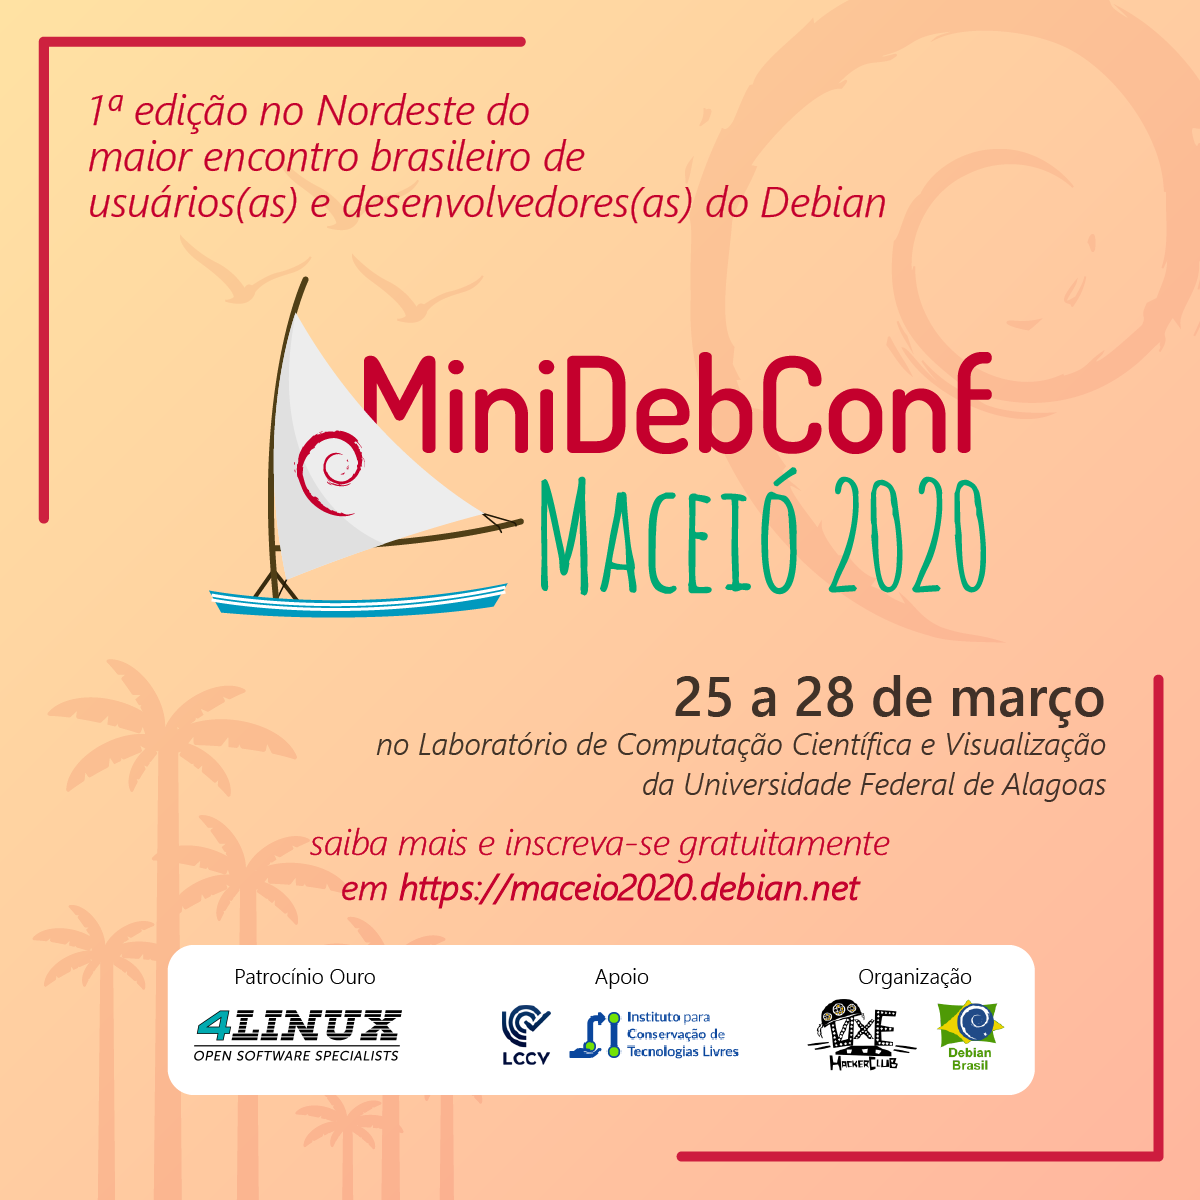 1ª edição no Nordeste do
maior encontro brasileiro de
usuários(as) e desenvolvedores(as) do Debian
MiniDebConf
Maceió 2020
25 a 28 de março
no Laboratório de Computação Científica e Visualização
da Universidade Federal de Alagoas
saiba mais e inscreva-se gratuitamente
em https://maceio2020.debian.net
Patrocínio Ouro
4LINUX
OPEN SOFTWARE SPECIALISTS
Apoio
LCCV
Instituto para
Conservação de
Tecnologias Livres
Organização
VIXE
HACKERCLUB
Debian
Brasil